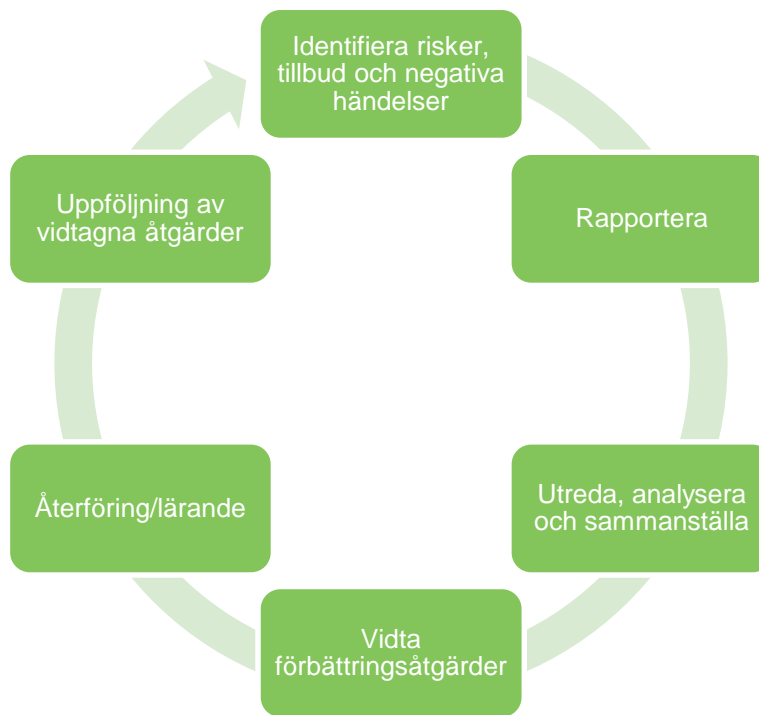 Identifiera risker,
tillbud och negativa
händelser
Rapportera
Utreda, analysera
och sammanställa
Vidta
förbättringsåtgärder
Återföring/lärande
Uppföljning av
vidtagna åtgärder